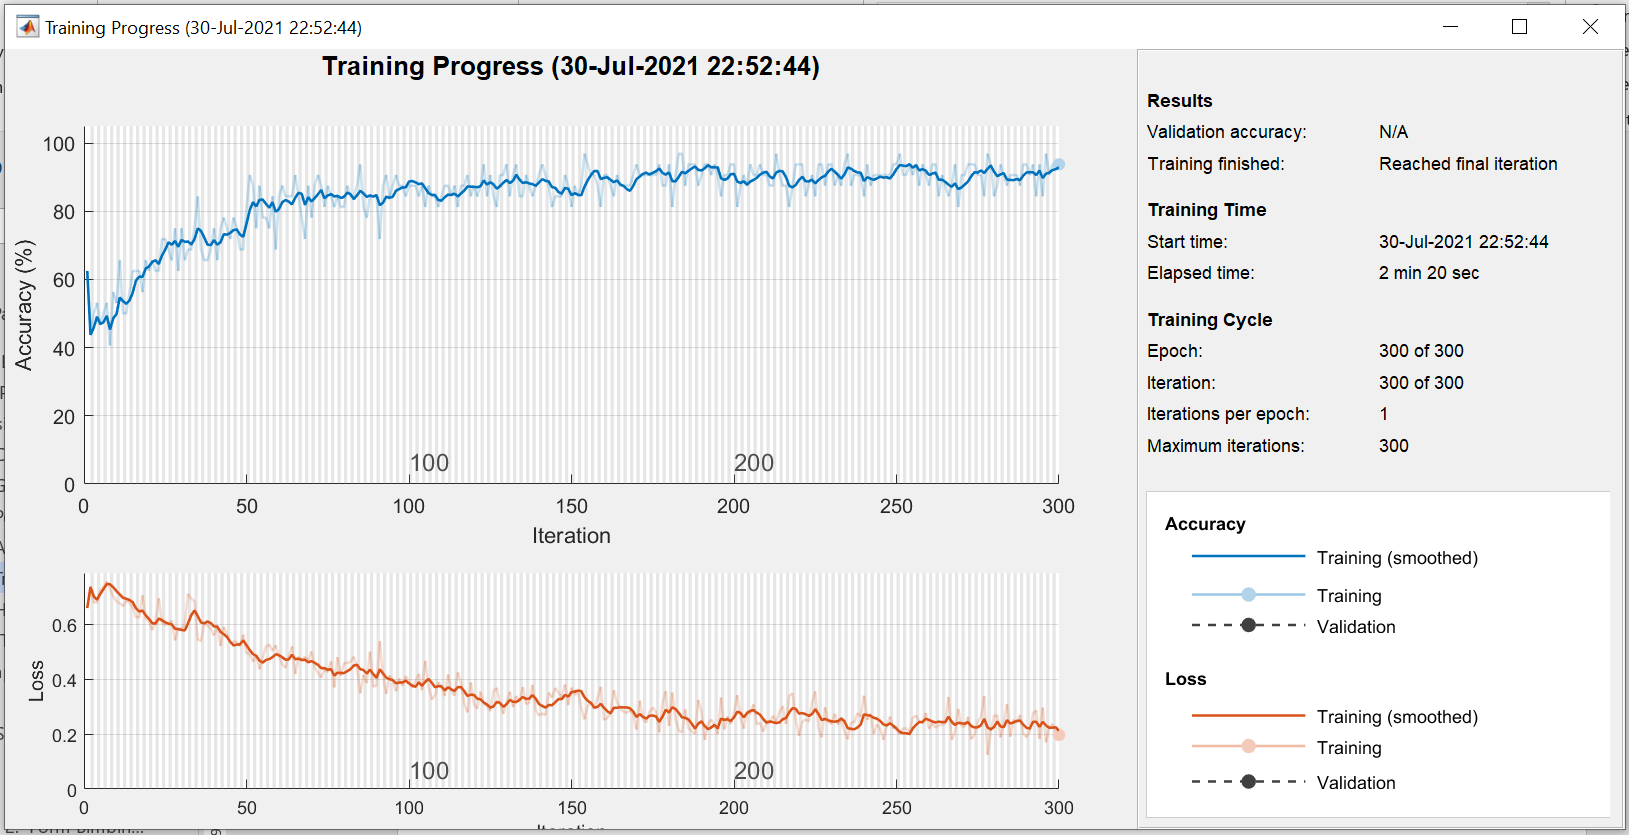 Training Progress (30-Jul-2021 22:52:44)
Training Progress (30-Jul-2021 22:52:44)
Accuracy (%)
100
80
60
40
20
0
100
200
0
50
100
150
200
250
300
Iteration
Loss
0.6
0.4
0.2
0
100
200
0
50
100
150
200
250
300
Results
Validation accuracy: N/A
Training finished: Reached final iteration
Training Time
Start time: 30-Jul-2021 22:52:44
Elapsed time: 2 min 20 sec
Training Cycle
Epoch: 300 of 300
Iteration: 300 of 300
Iterations per epoch: 1
Maximum iterations: 300
Accuracy
Training (smoothed)
Training
Validation
Loss
Training (smoothed)
Training
Validation